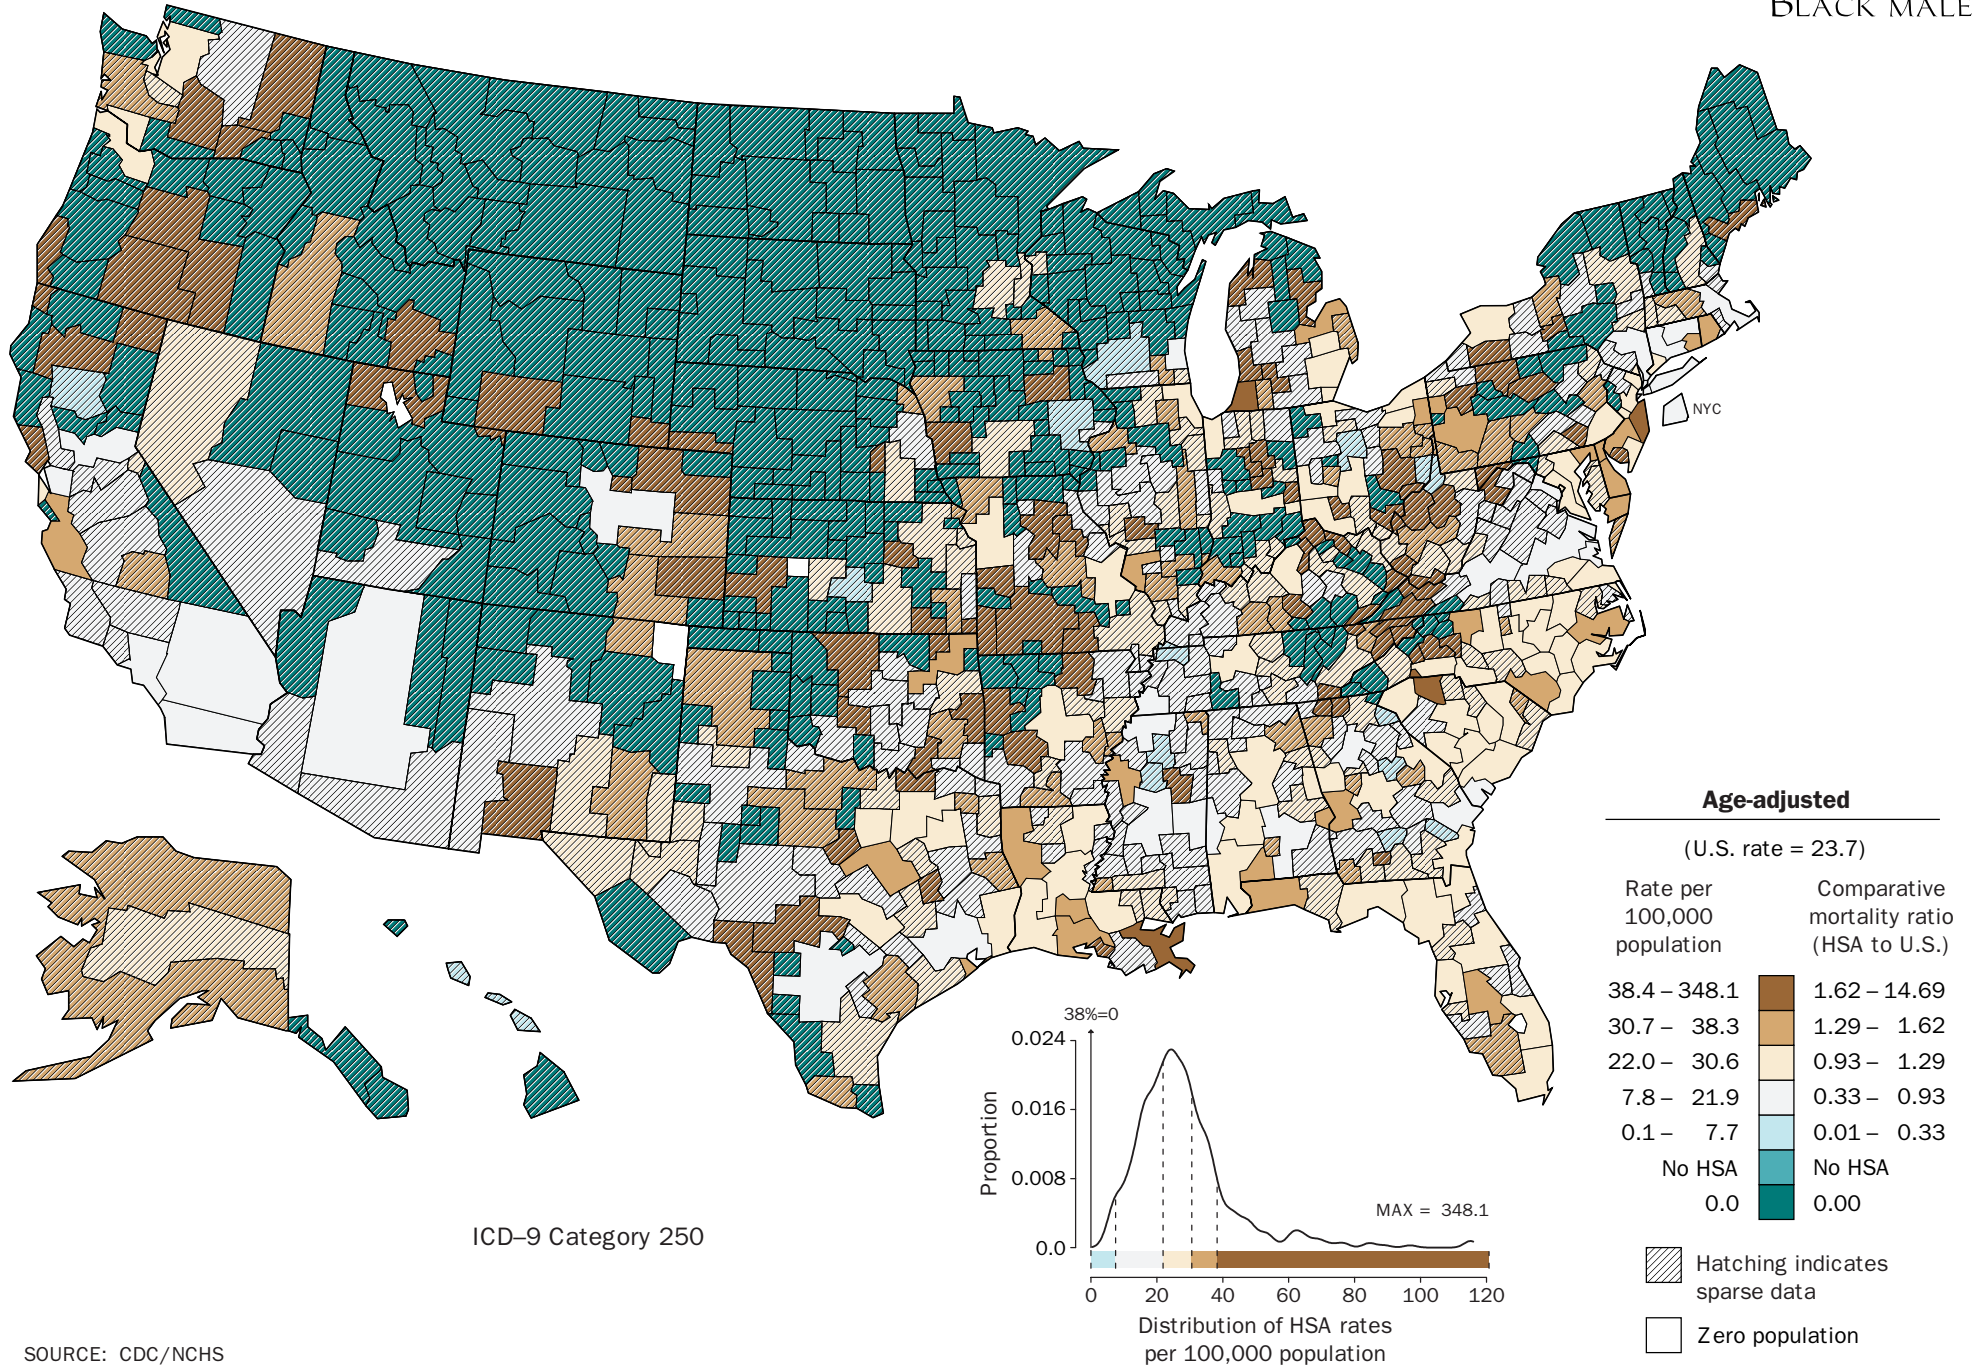 BLACK MALE
NYC
Age-adjusted
(U.S. rate = 23.7)
Rate per 100,000 population
Comparative mortality ratio (HSA to U.S.)
38.4 – 348.1 1.62 – 14.69
30.7 – 38.3 1.29 – 1.62
22.0 – 30.6 0.93 – 1.29
7.8 – 21.9 0.33 – 0.93
0.1 – 7.7 0.01 – 0.33
No HSA No HSA
0.0 0.00
Hatching indicates
sparse data
Zero population
38%=0
0.024
0.016
0.008
0.0
Proportion
MAX = 348.1
0 20 40 60 80 100 120
Distribution of HSA rates
per 100,000 population
ICD–9 Category 250
SOURCE: CDC/NCHS